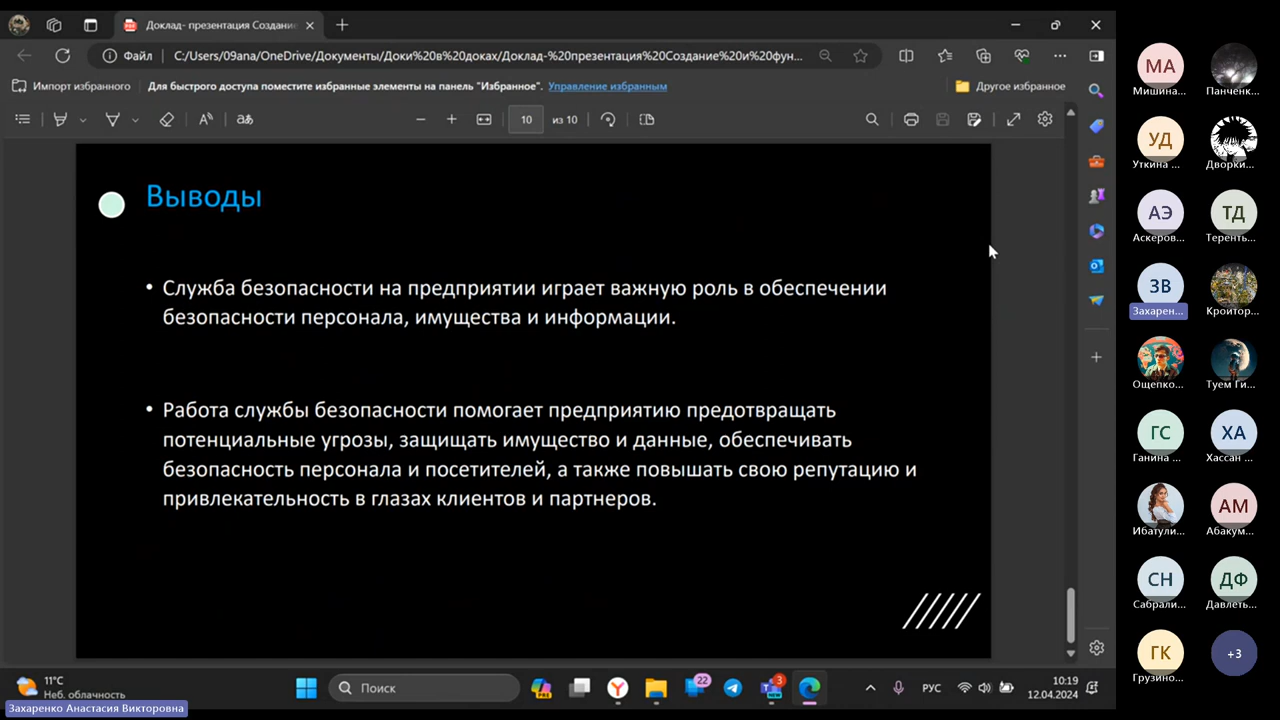 Доклад- презентация Создани
Файл
C:/Users/09ana/OneDrive/Документы/Доки%20в%20доках/Доклад-%20презентация%20Создание%20и%20фун...
Импорт избранного
Для быстрого доступа поместите избранные элементы на панель "Избранное". Управление избранным
Другое избранное
аあ
10 из 10
Выводы
• Служба безопасности на предприятии играет важную роль в обеспечении
безопасности персонала, имущества и информации.
• Работа службы безопасности помогает предприятию предотвращать
потенциальные угрозы, защищать имущество и данные, обеспечивать
безопасность персонала и посетителей, а также повышать свою репутацию и
привлекательность в глазах клиентов и партнеров.
МА
Мишина...
Панченк...
УД
Уткина ...
Дворки...
АЭ
Аскеров...
ТД
Теренть...
ЗВ
Захарен...
Кроитор...
Ощепко...
Туем Ги...
ГС
Ганина ...
ХА
Хассан ...
Ибатули...
АМ
Абакум...
СН
Сабрали...
ДФ
Давлеть...
ГК
Грузино...
+3
11°C
Неб. облачность
Поиск
22
3
РУС
10:19
12.04.2024
Захаренко Анастасия Викторовна